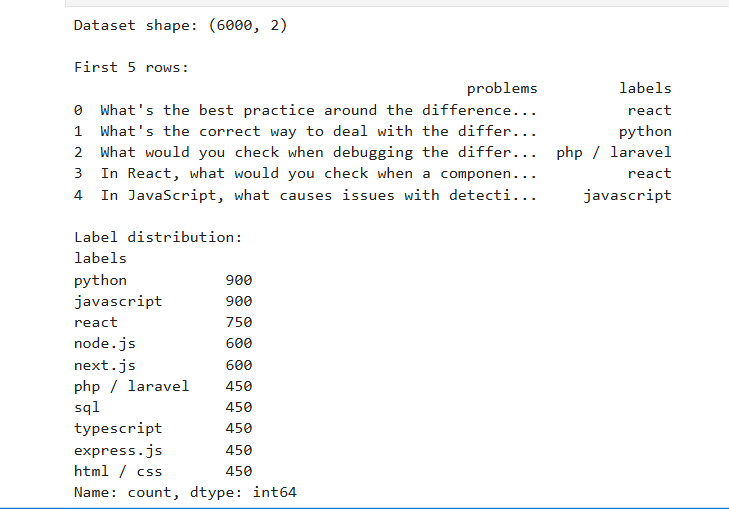 Dataset shape: (6000, 2)
First 5 rows:
problems labels
0 What's the best practice around the difference... react
1 What's the correct way to deal with the differ... python
2 What would you check when debugging the differ... php / laravel
3 In React, what would you check when a componen... react
4 In JavaScript, what causes issues with detecti... javascript
Label distribution:
labels
python 900
javascript 900
react 750
node.js 600
next.js 600
php / laravel 450
sql 450
typescript 450
express.js 450
html / css 450
Name: count, dtype: int64